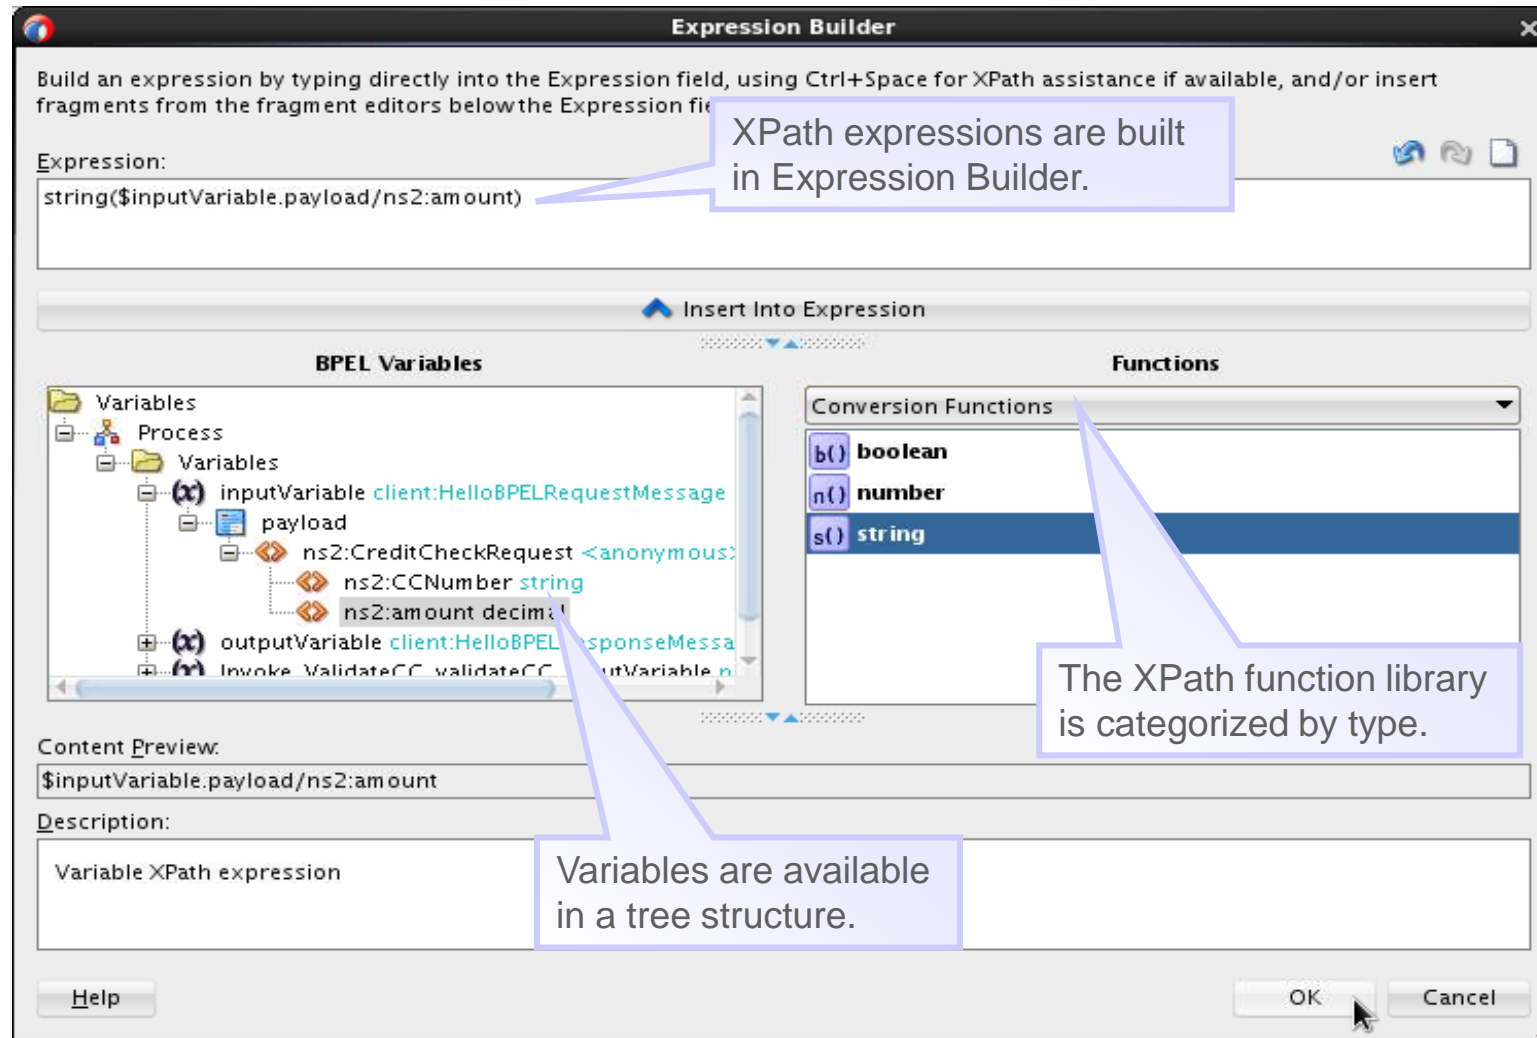 Expression Builder
Build an expression by typing directly into the Expression field, using Ctrl+Space for XPath assistance if available, and/or insert
fragments from the fragment editors below the Expression fie
XPath expressions are built
in Expression Builder.
Expression:
string($inputVariable.payload/ns2:amount)
Insert Into Expression
BPEL Variables
Functions
Variables
Process
Variables
inputVariable client:HelloBPELRequestMessage
payload
ns2:CreditCheckRequest <anonymous>
ns2:CCNumber string
ns2:amount decimal
outputVariable client:HelloBPEL sponseMessa
Invoke_ValidateCC_validateCC utVariable n
Conversion Functions
b() boolean
n() number
s() string
The XPath function library
is categorized by type.
Content Preview:
$inputVariable.payload/ns2:amount
Description:
Variable XPath expression
Variables are available
in a tree structure.
Help
OK
Cancel